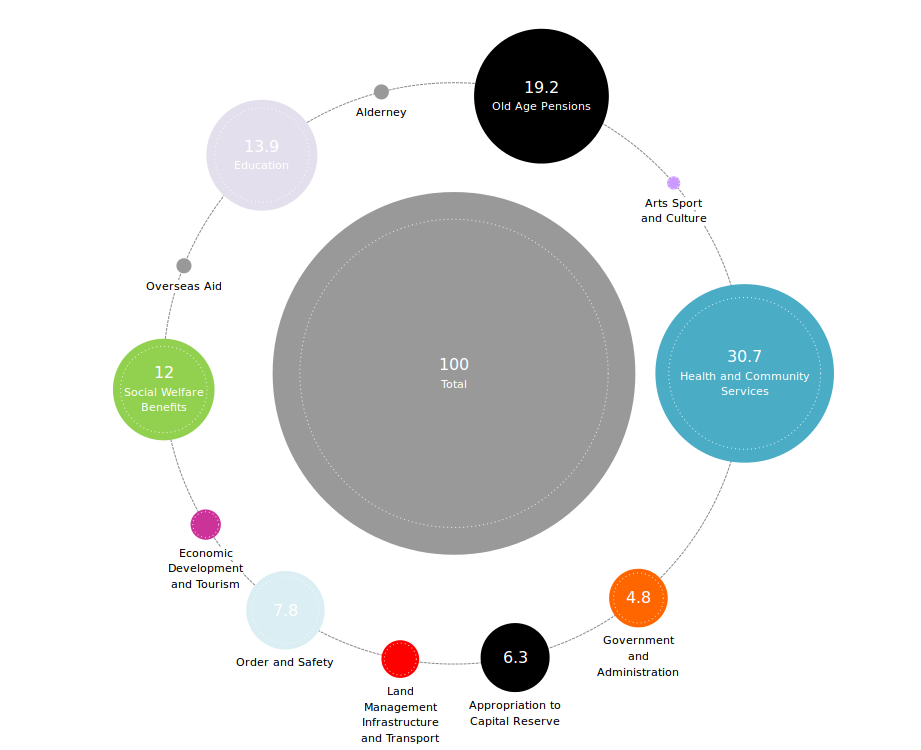 19.2
Old Age Pensions
Alderney
13.9
Education
Arts Sport
and Culture
Overseas Aid
30.7
Health and Community
Services
100
Total
12
Social Welfare
Benefits
Economic
Development
and Tourism
7.8
Order and Safety
4.8
Government
and
Administration
6.3
Appropriation to
Capital Reserve
Land
Management
Infrastructure
and Transport